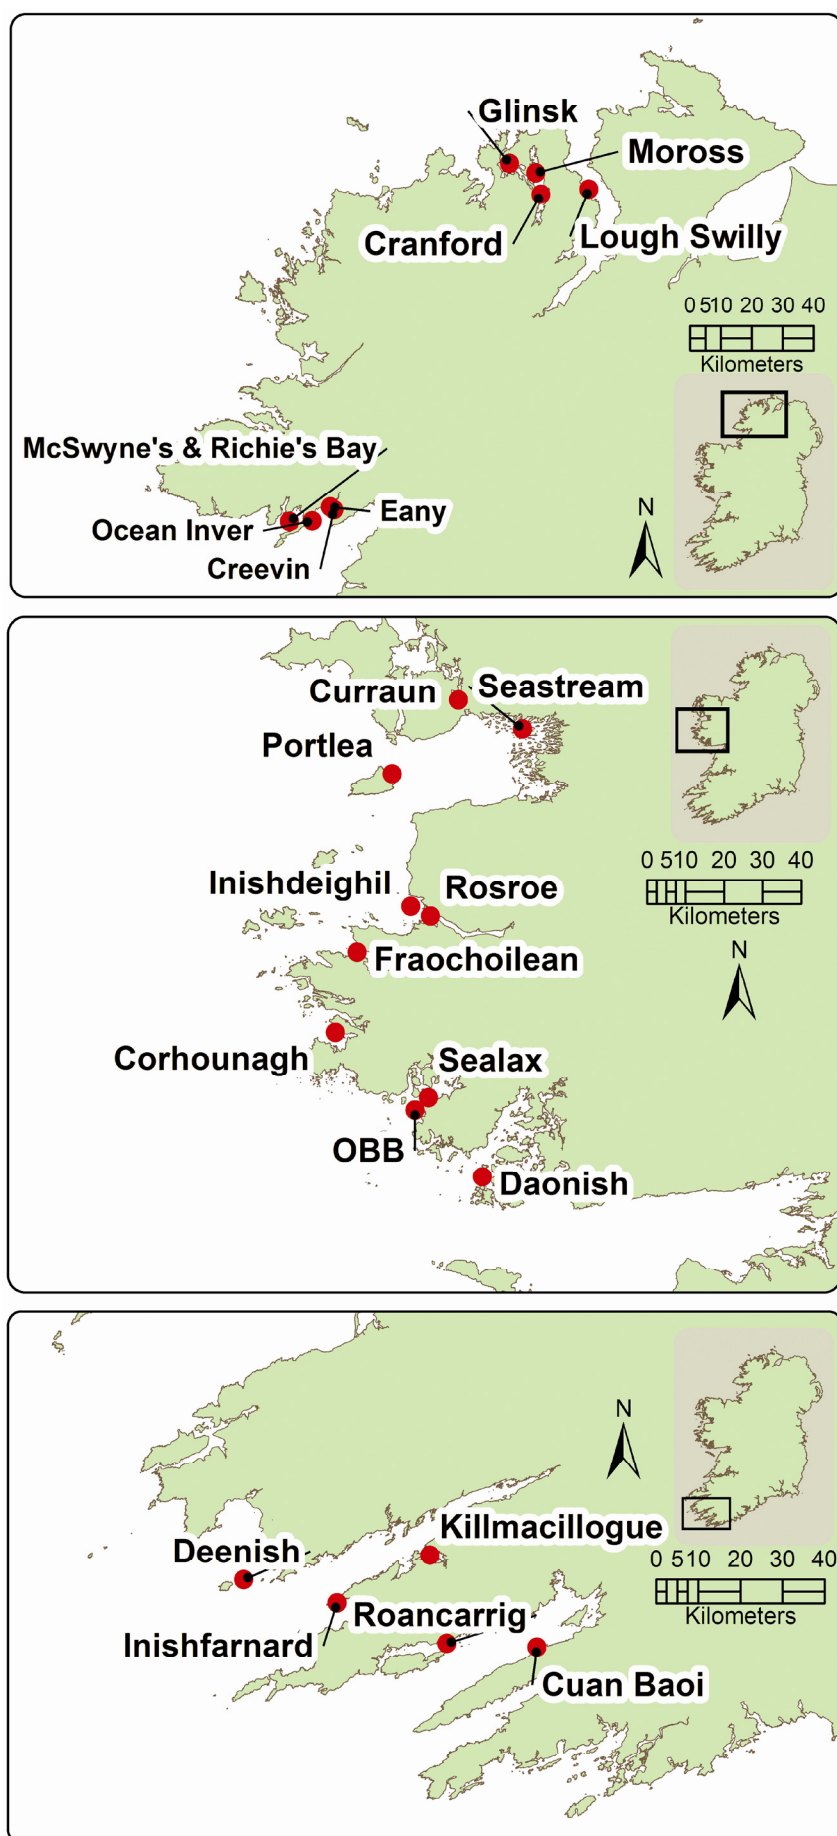 Glinsk
Moross
Cranford
Lough Swilly
0 5 10 20 30 40
Kilometers
McSwyne's & Richie's Bay
Eany
Ocean Inver
Creevin
N
Curraun
Seastream
Portlea
0 5 10 20 30 40
Kilometers
Inishdeighil
Rosroe
N
Fraochoilean
Corhounagh
Sealax
OBB
Daonish
N
Killmacillogue
Deenish
0 5 10 20 30 40
Kilometers
Roancarrig
Inishfarnard
Cuan Baoi